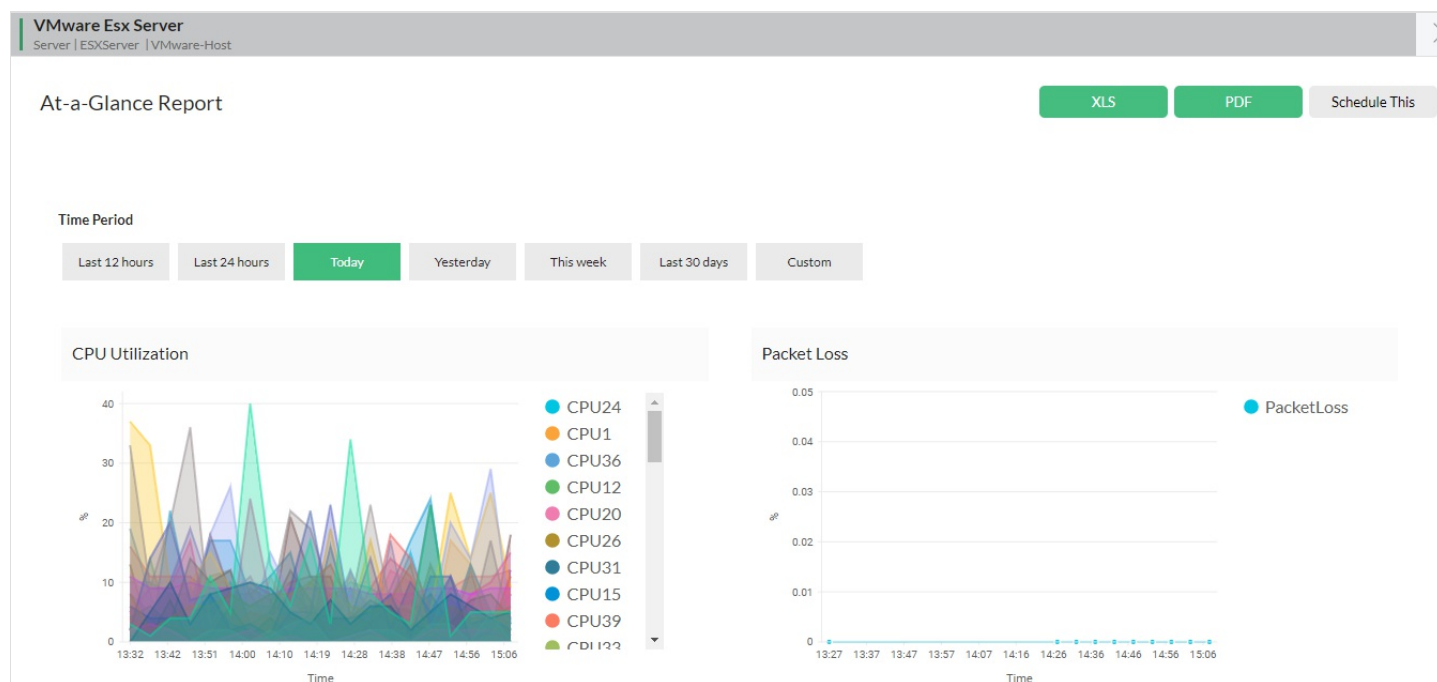 VMware Esx Server
Server | ESXServer | VMware-Host
At-a-Glance Report
XLS
PDF
Schedule This
Time Period
Last 12 hours
Last 24 hours
Today
Yesterday
This week
Last 30 days
Custom
CPU Utilization
40
30
20
10
0
%
13:32 13:42 13:51 14:00 14:10 14:19 14:28 14:38 14:47 14:56 15:06
Time
CPU24
CPU1
CPU36
CPU12
CPU20
CPU26
CPU31
CPU15
CPU39
CPU33
Packet Loss
0.05
0.04
0.03
0.02
0.01
0
%
13:27 13:37 13:47 13:57 14:07 14:16 14:26 14:36 14:46 14:56 15:06
Time
PacketLoss